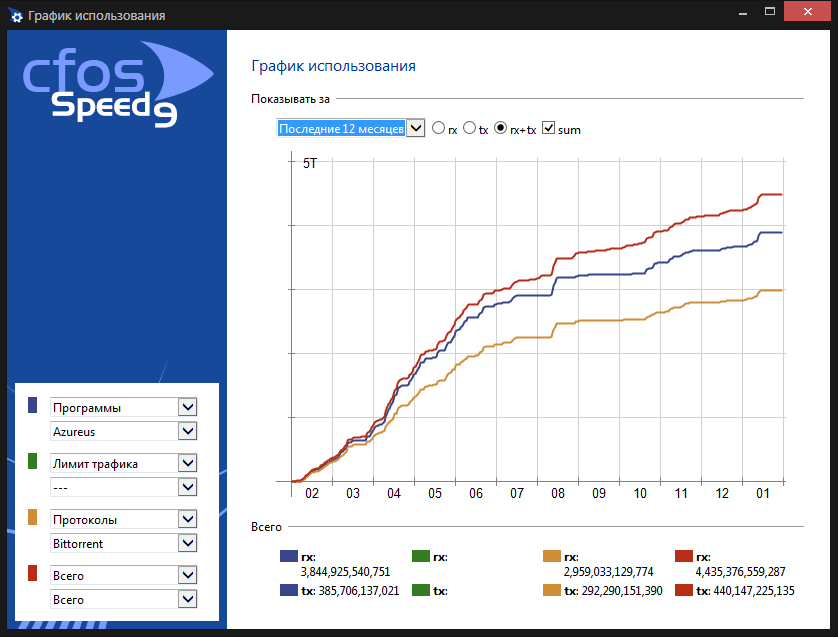 График использования
cfos
Speed9
График использования
Показывать за
Последние 12 месяцев rx tx rx+tx sum
5T
02 03 04 05 06 07 08 09 10 11 12 01
Программы
Azureus
Лимит трафика
---
Протоколы
Bittorrent
Всего
Всего
Всего
rx: rx: rx: rx:
3,844,925,540,751 2,959,033,129,774 4,435,376,559,287
tx: 385,706,137,021 tx: tx: 292,290,151,390 tx: 440,147,225,135